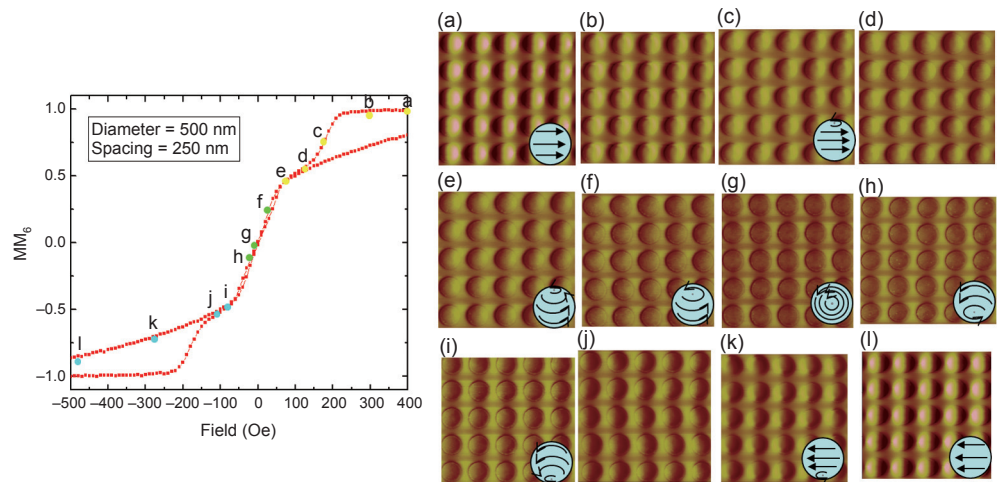 (a) (b) (c) (d)
1.0
0.5
0.0
−0.5
−1.0
MM6
Diameter = 500 nm
Spacing = 250 nm
a
b
c
d
e
f
g
h
i
j
k
l
−500 −400 −300 −200 −100 0 100 200 300 400
Field (Oe)
(e) (f) (g) (h)
(i) (j) (k) (l)